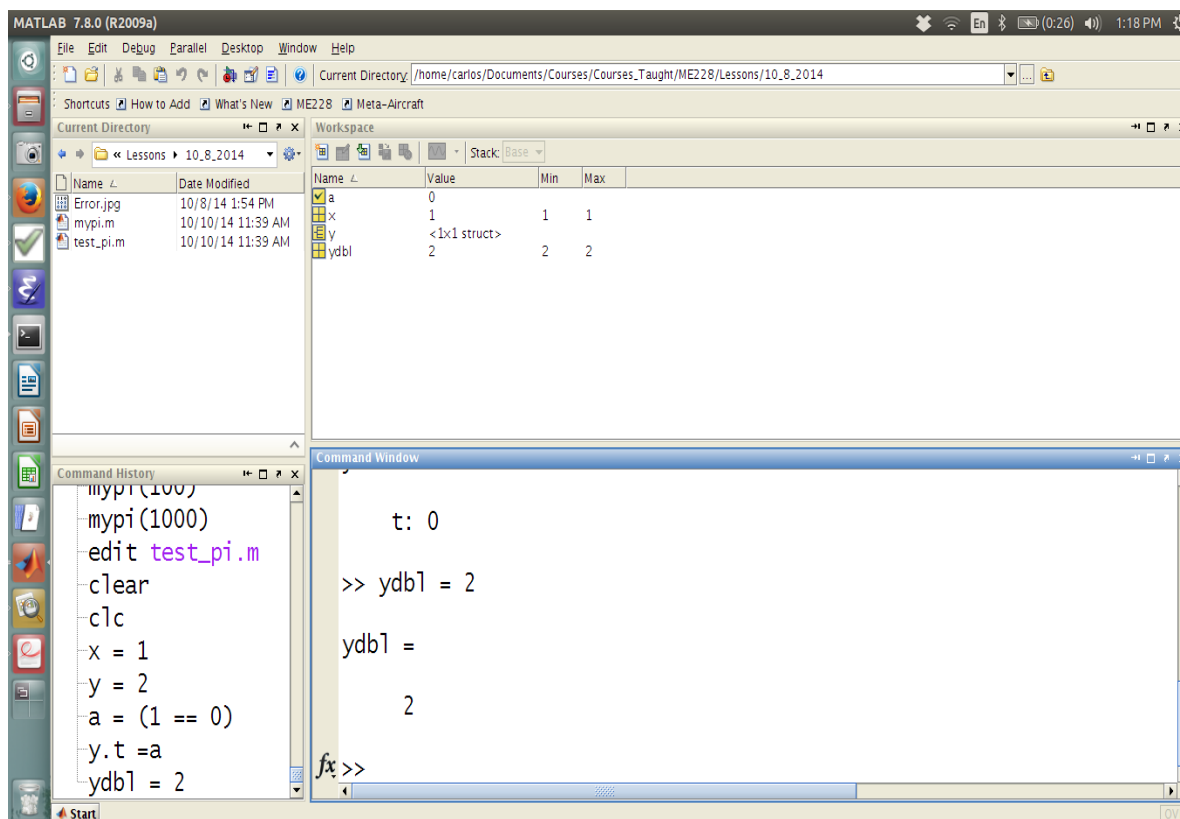 MATLAB 7.8.0 (R2009a)
En
(0:26)
1:18 PM
File Edit Debug Parallel Desktop Window Help
Current Directory: /home/carlos/Documents/Courses/Courses_Taught/ME228/Lessons/10_8_2014
...
Shortcuts How to Add What's New ME228 Meta-Aircraft
Current Directory
« Lessons 10_8_2014
Name Date Modified
Error.jpg 10/8/14 1:54 PM
mypi.m 10/10/14 11:39 AM
test_pi.m 10/10/14 11:39 AM
Workspace
Stack: Base
Name Value Min Max
a 0
x 1 1 1
y <1x1 struct>
ydbl 2 2 2
Command History
mypi(100)
mypi(1000)
edit test_pi.m
clear
clc
x = 1
y = 2
a = (1 == 0)
y.t =a
ydbl = 2
Command Window
t: 0
>> ydbl = 2
ydbl =
2
fx >>
Start